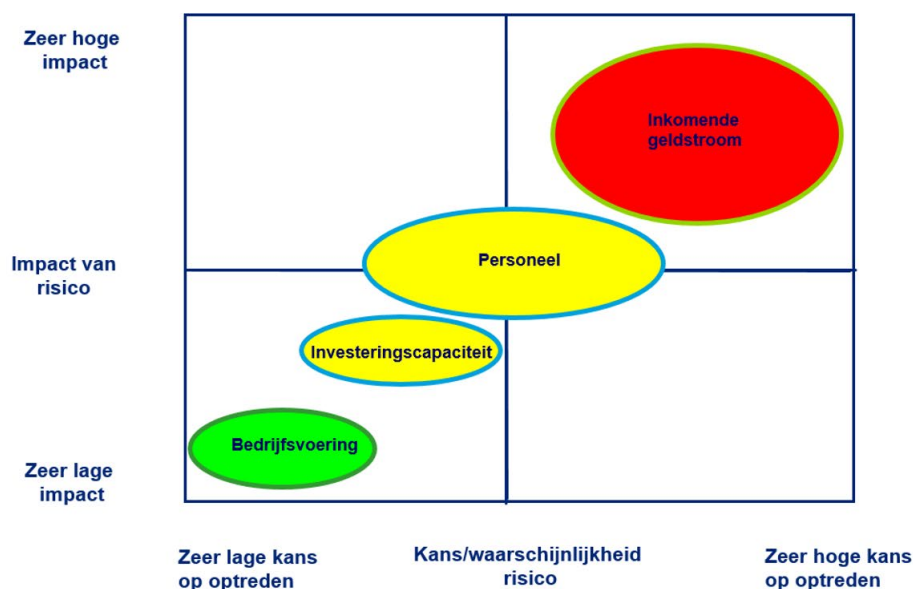 Zeer hoge
impact
Inkomende
geldstroom
Impact van
risico
Personeel
Investeringscapaciteit
Bedrijfsvoering
Zeer lage
impact
Zeer lage kans
op optreden
Kans/waarschijnlijkheid
risico
Zeer hoge kans
op optreden